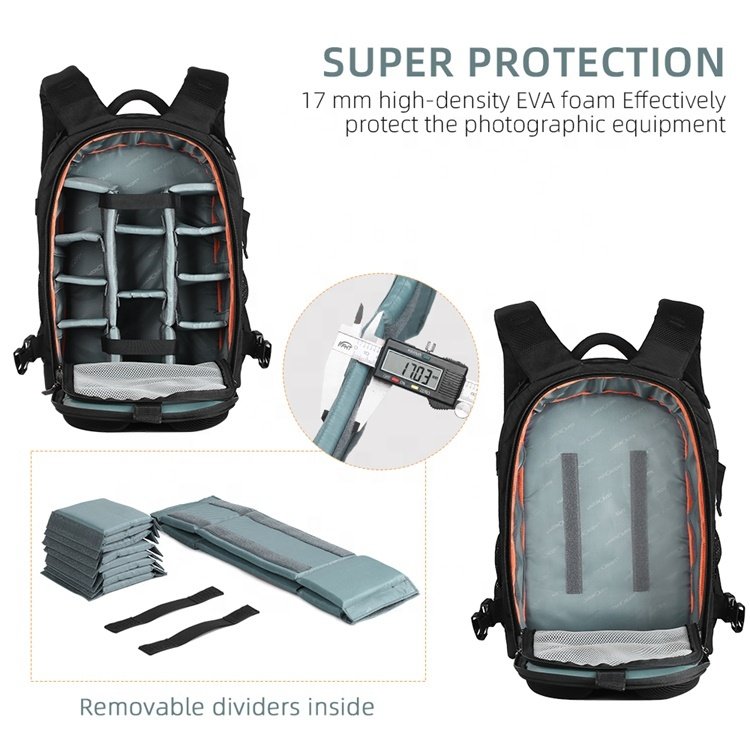 SUPER PROTECTION
17 mm high-density EVA foam Effectively
protect the photographic equipment
17.03
Removable dividers inside